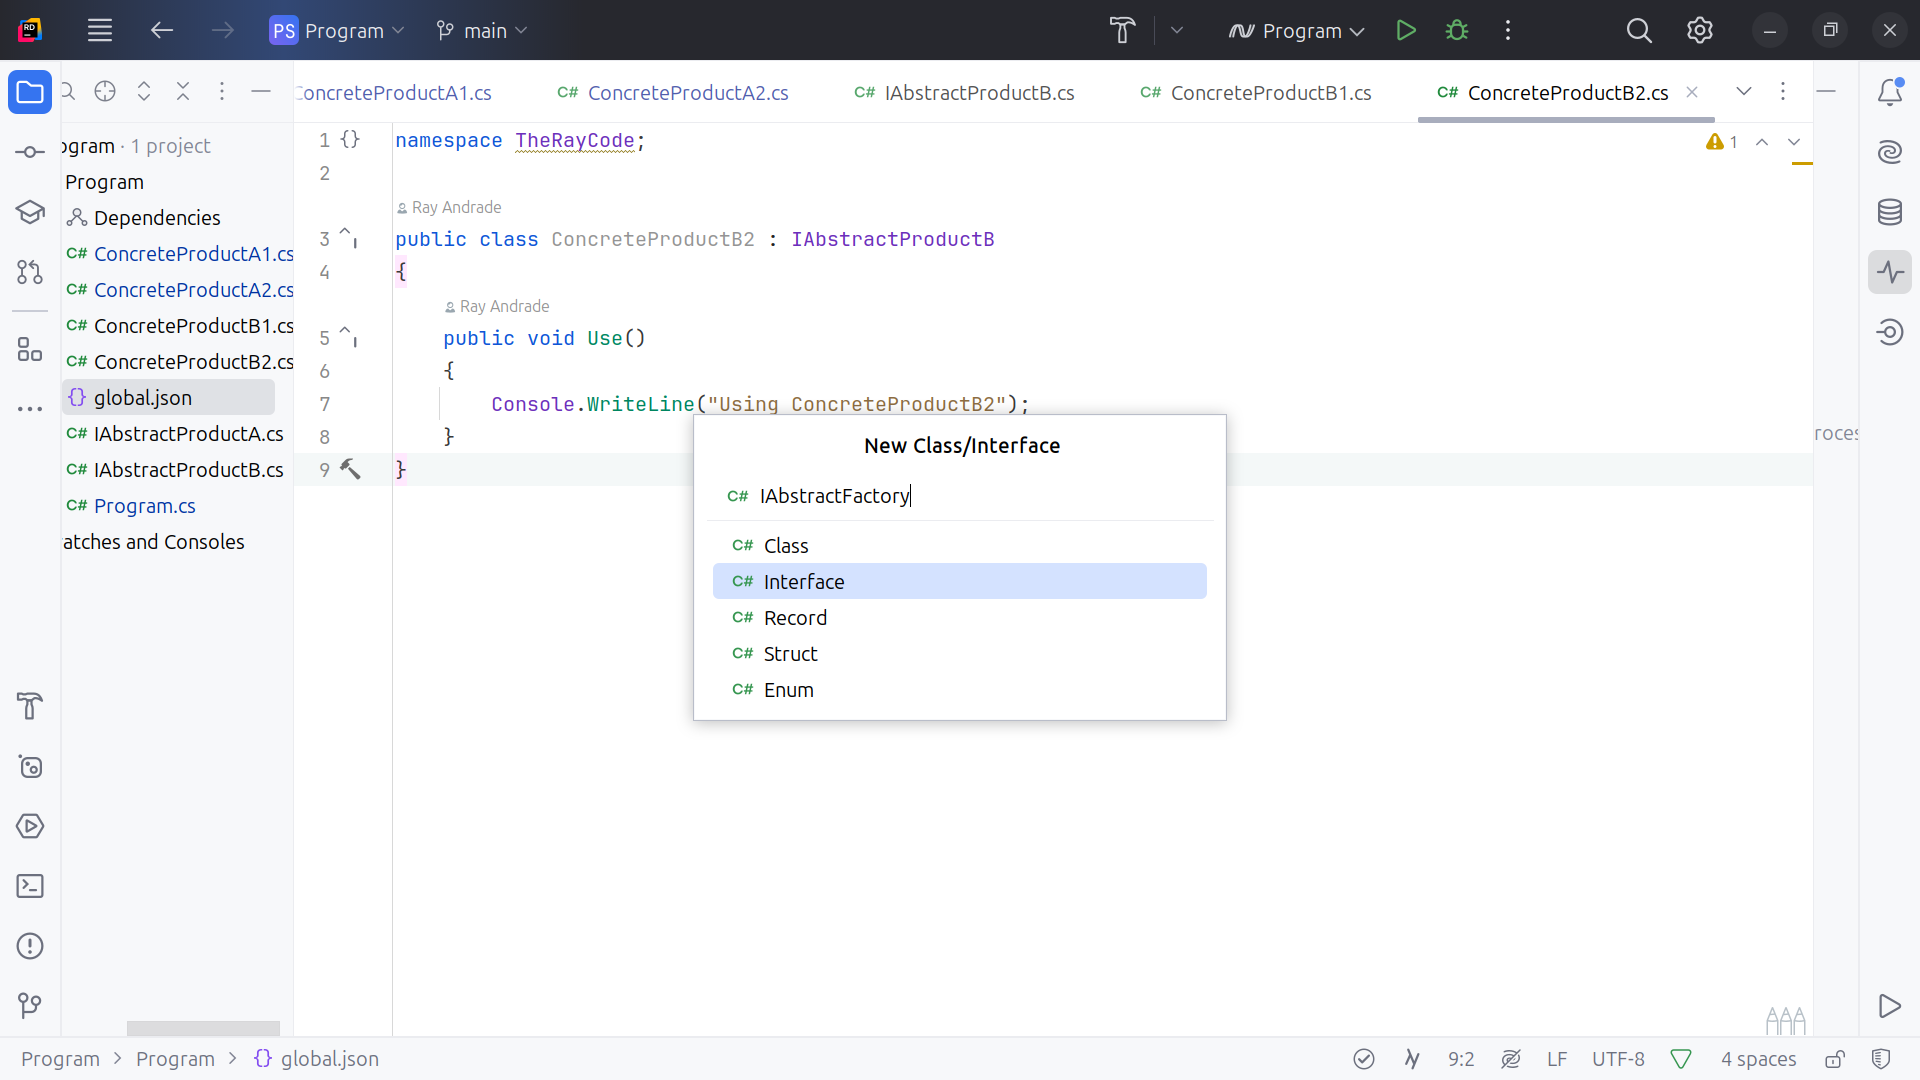 PS Program main Program
ConcreteProductA1.cs C# ConcreteProductA2.cs C# IAbstractProductB.cs C# ConcreteProductB1.cs C# ConcreteProductB2.cs
ogram · 1 project
Program
Dependencies
C# ConcreteProductA1.cs
C# ConcreteProductA2.cs
C# ConcreteProductB1.cs
C# ConcreteProductB2.cs
{} global.json
C# IAbstractProductA.cs
C# IAbstractProductB.cs
C# Program.cs
atches and Consoles
1 {} namespace TheRayCode;
1
2
Ray Andrade
3 public class ConcreteProductB2 : IAbstractProductB
4 {
Ray Andrade
5 public void Use()
6 {
7 Console.WriteLine("Using ConcreteProductB2");
8 }
9 }
roces
New Class/Interface
C# IAbstractFactory
C# Class
C# Interface
C# Record
C# Struct
C# Enum
Program > Program > {} global.json
9:2 LF UTF-8 4 spaces